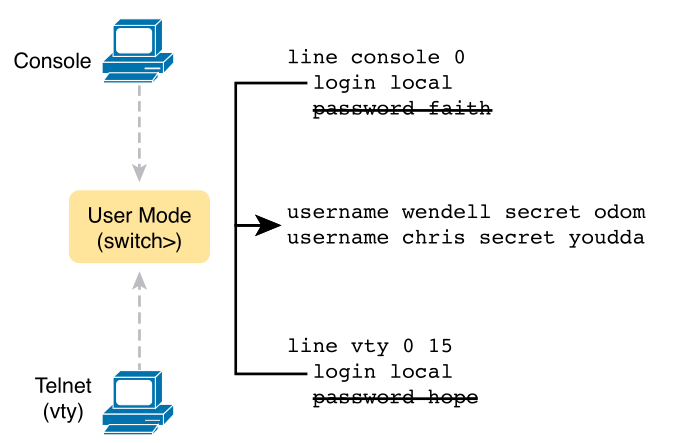 Console
line console 0
login local
password faith
User Mode
(switch>)
username wendell secret odom
username chris secret youdda
line vty 0 15
login local
password hope
Telnet
(vty)